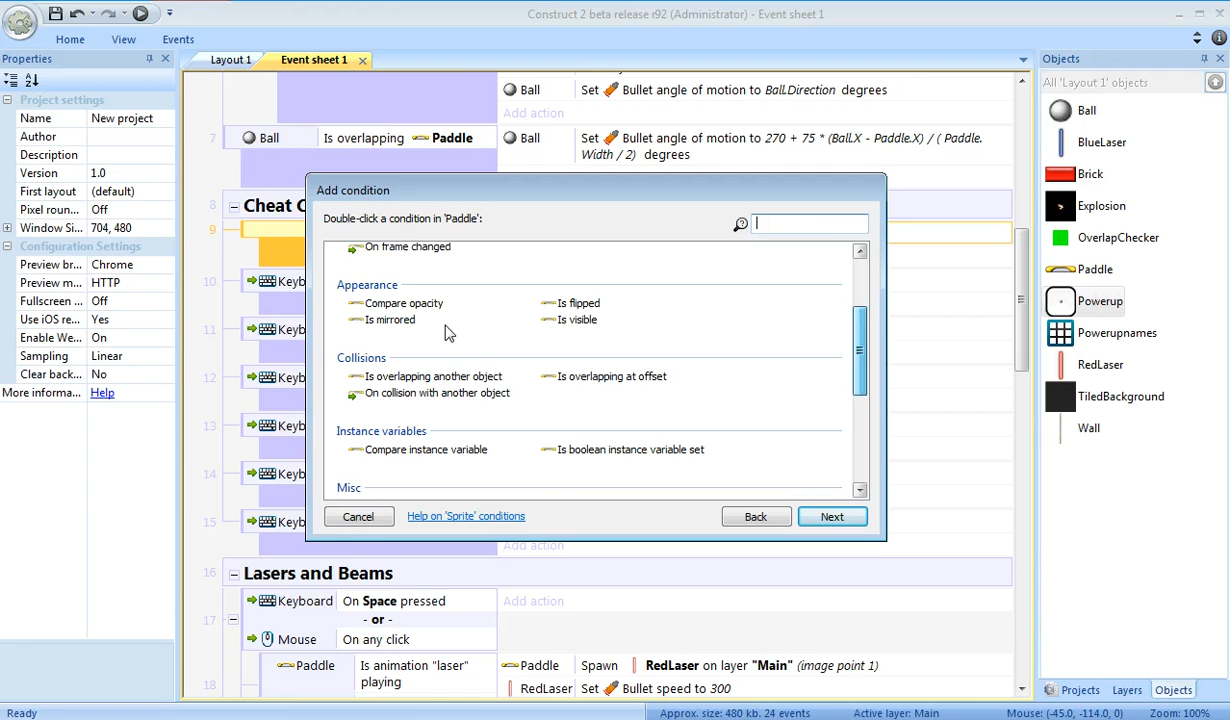 Construct 2 beta release r92 (Administrator) - Event sheet 1
Home View Events
Properties
Layout 1
Event sheet 1
Objects
Project settings
Name New project
Author
Description
Version 1.0
First layout (default)
Pixel roun... Off
Window Si... 704, 480
Configuration Settings
Preview br... Chrome
Preview m... HTTP
Fullscreen ... Off
Use iOS re... Yes
Enable We... On
Sampling Linear
Clear back... No
More informa... Help
Ball Set Bullet angle of motion to Ball.Direction degrees
Add action
7 Ball Is overlapping Paddle Ball Set Bullet angle of motion to 270 + 75 * (Ball.X - Paddle.X) / ( Paddle.
Width / 2) degrees
8 Cheat C
9
10 Keyb
11 Keyb
12 Keyb
13 Keyb
14 Keyb
15 Keyb
Add action
Add condition
Double-click a condition in 'Paddle':
On frame changed
Appearance
Compare opacity Is flipped
Is mirrored Is visible
Collisions
Is overlapping another object Is overlapping at offset
On collision with another object
Instance variables
Compare instance variable Is boolean instance variable set
Misc
Cancel Help on 'Sprite' conditions Back Next
16 Lasers and Beams
17 Keyboard On Space pressed Add action
- or -
Mouse On any click
18 Paddle Is animation "laser"
playing
Paddle Spawn RedLaser on layer "Main" (image point 1)
RedLaser Set Bullet speed to 300
All 'Layout 1' objects
Ball
BlueLaser
Brick
Explosion
OverlapChecker
Paddle
Powerup
Powerupnames
RedLaser
TiledBackground
Wall
Projects Layers Objects
Ready Approx. size: 480 kb. 24 events Active layer: Main Mouse: (-45.0, -114.0, 0) Zoom: 100%